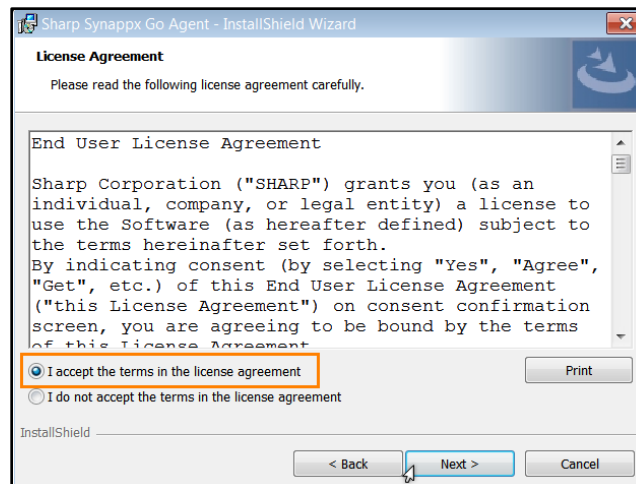 Sharp Synappx Go Agent - InstallShield Wizard
License Agreement
Please read the following license agreement carefully.
End User License Agreement
Sharp Corporation ("SHARP") grants you (as an
individual, company, or legal entity) a license to
use the Software (as hereafter defined) subject to
the terms hereinafter set forth.
By indicating consent (by selecting "Yes", "Agree",
"Get", etc.) of this End User License Agreement
("this License Agreement") on consent confirmation
screen, you are agreeing to be bound by the terms
of this License Agreement
I accept the terms in the license agreement
Print
I do not accept the terms in the license agreement
InstallShield
< Back
Next >
Cancel